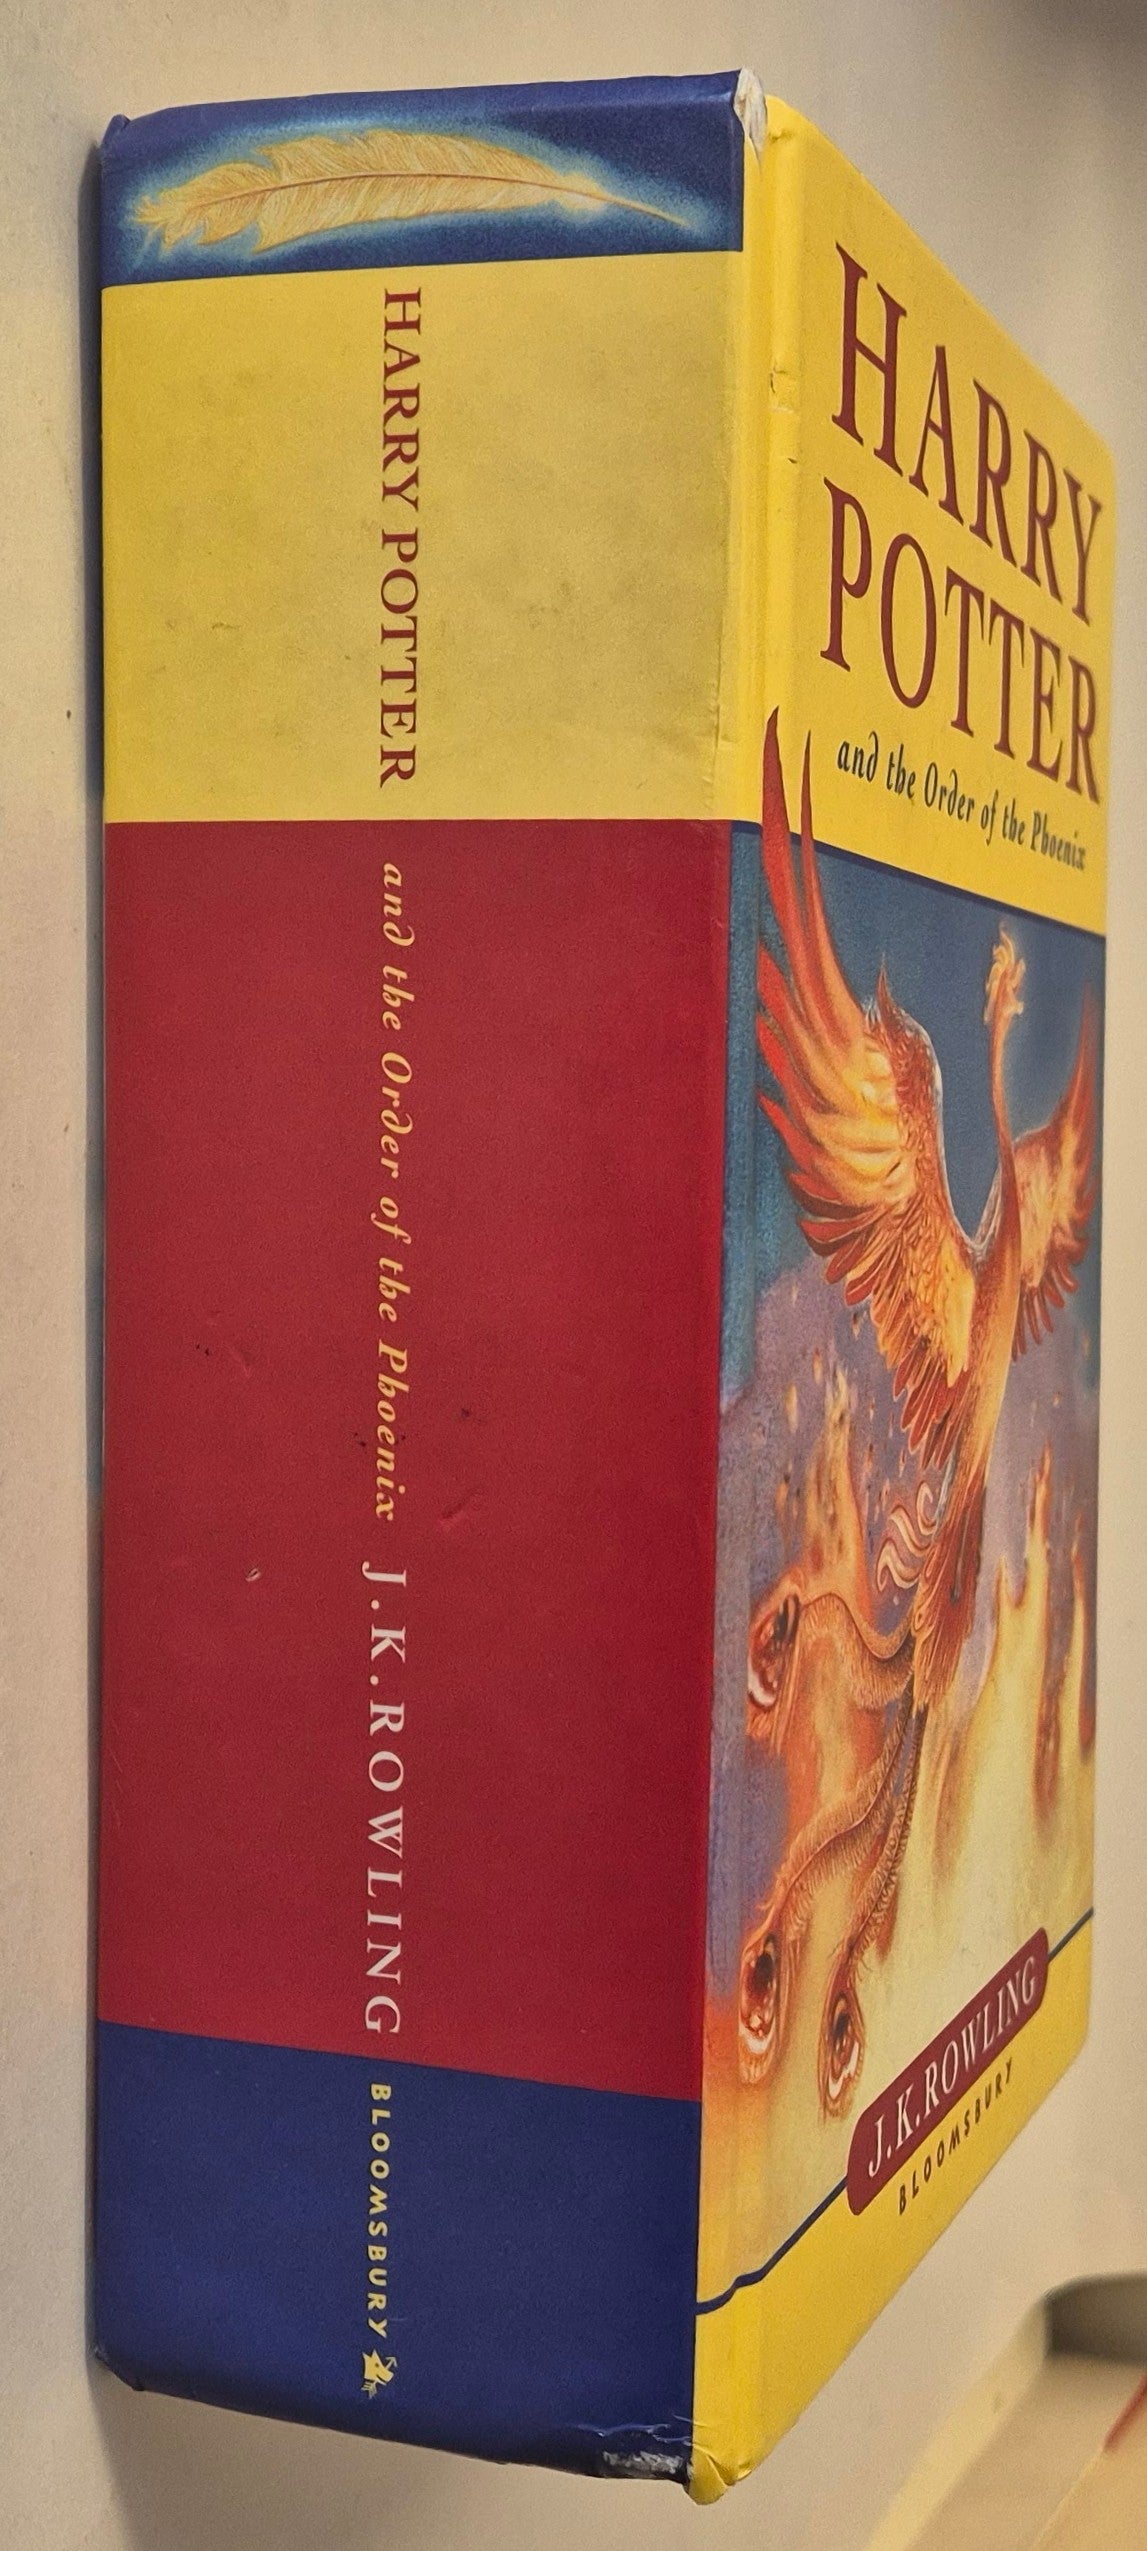 HARRY POTTER and the Order of the Phoenix J.K.ROWLING BLOOMSBURY
HARRY
POTTER
and the Order of the Phoenix
J.K.ROWLING
BLOOMSBURY